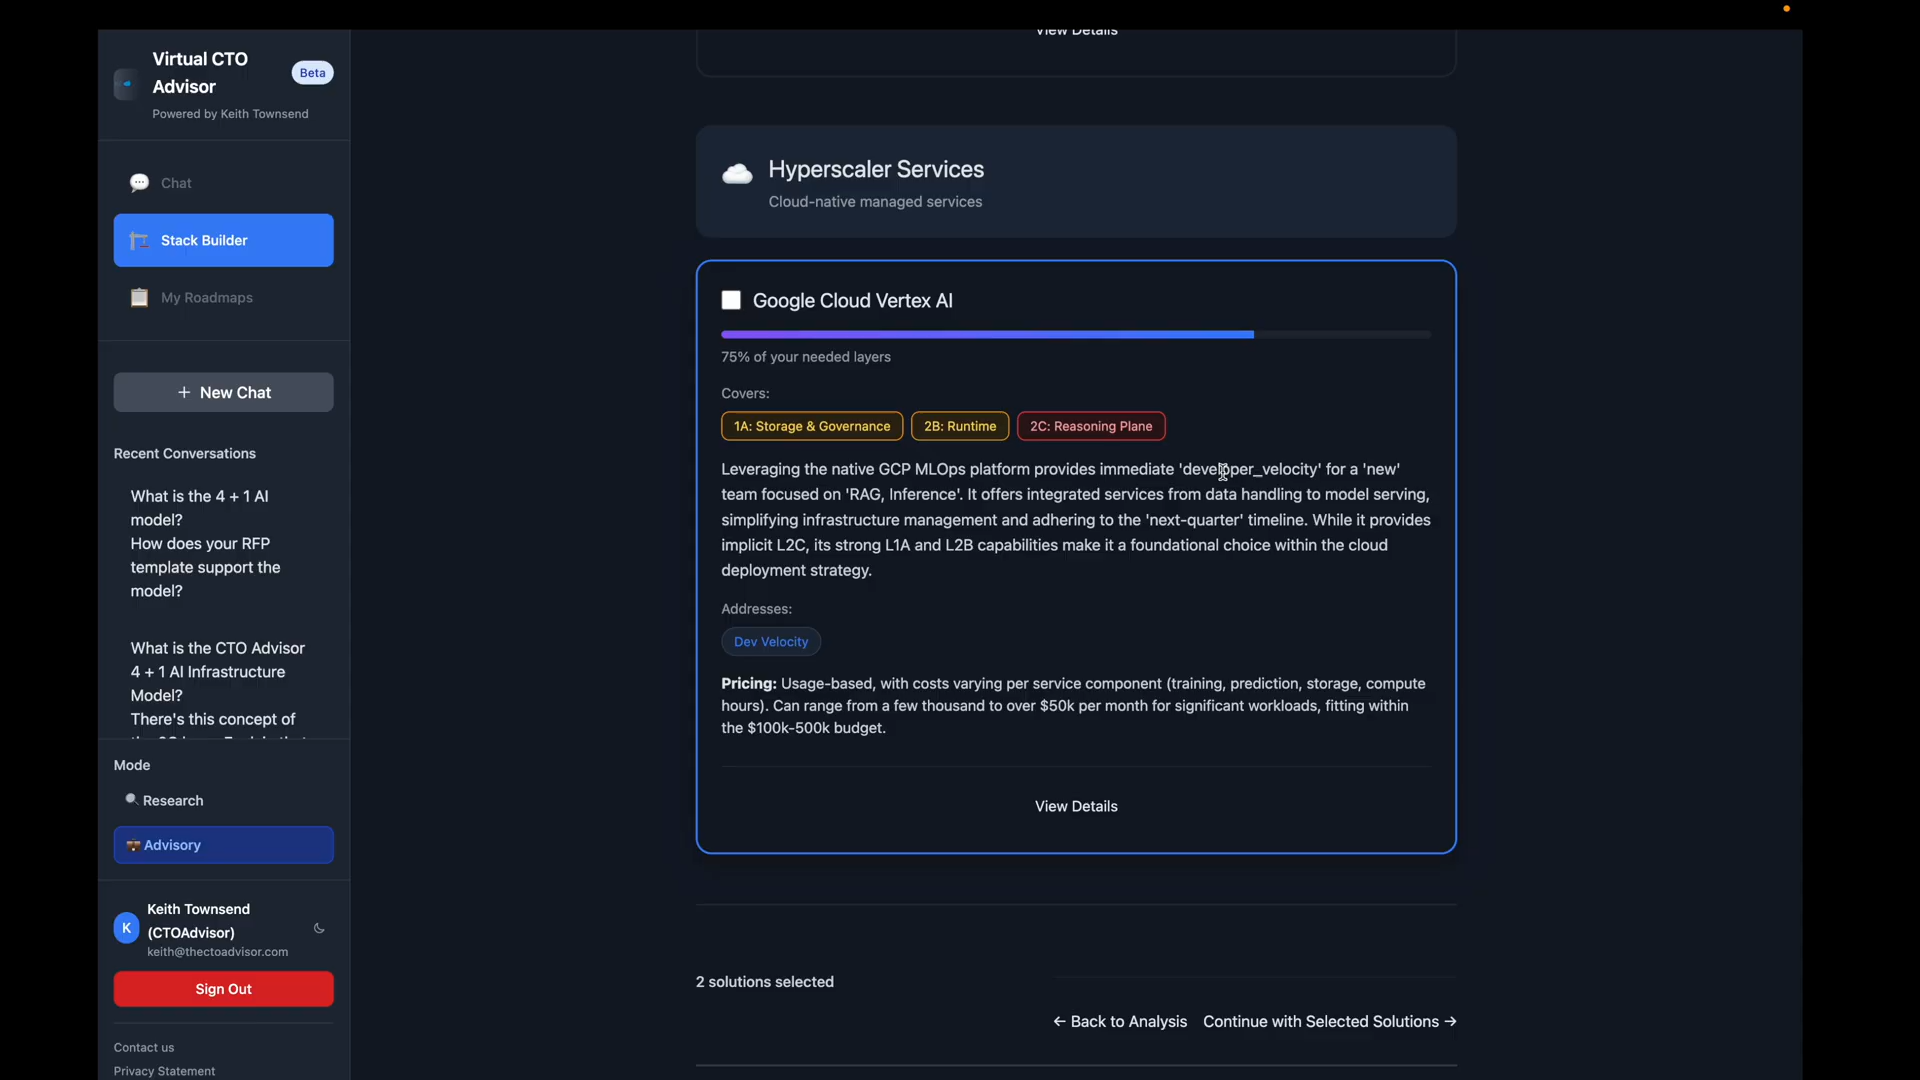 Virtual CTO
Advisor
Beta
Powered by Keith Townsend
Chat
Stack Builder
My Roadmaps
+ New Chat
Recent Conversations
What is the 4 + 1 AI
model?
How does your RFP
template support the
model?
What is the CTO Advisor
4 + 1 AI Infrastructure
Model?
There's this concept of
Mode
Research
Advisory
K
Keith Townsend
(CTOAdvisor)
keith@thectoadvisor.com
Sign Out
Contact us
Privacy Statement
View Details
Hyperscaler Services
Cloud-native managed services
Google Cloud Vertex AI
75% of your needed layers
Covers:
1A: Storage & Governance
2B: Runtime
2C: Reasoning Plane
Leveraging the native GCP MLOps platform provides immediate 'developer_velocity' for a 'new'
team focused on 'RAG, Inference'. It offers integrated services from data handling to model serving,
simplifying infrastructure management and adhering to the 'next-quarter' timeline. While it provides
implicit L2C, its strong L1A and L2B capabilities make it a foundational choice within the cloud
deployment strategy.
Addresses:
Dev Velocity
Pricing: Usage-based, with costs varying per service component (training, prediction, storage, compute
hours). Can range from a few thousand to over $50k per month for significant workloads, fitting within
the $100k-500k budget.
View Details
2 solutions selected
← Back to Analysis
Continue with Selected Solutions →